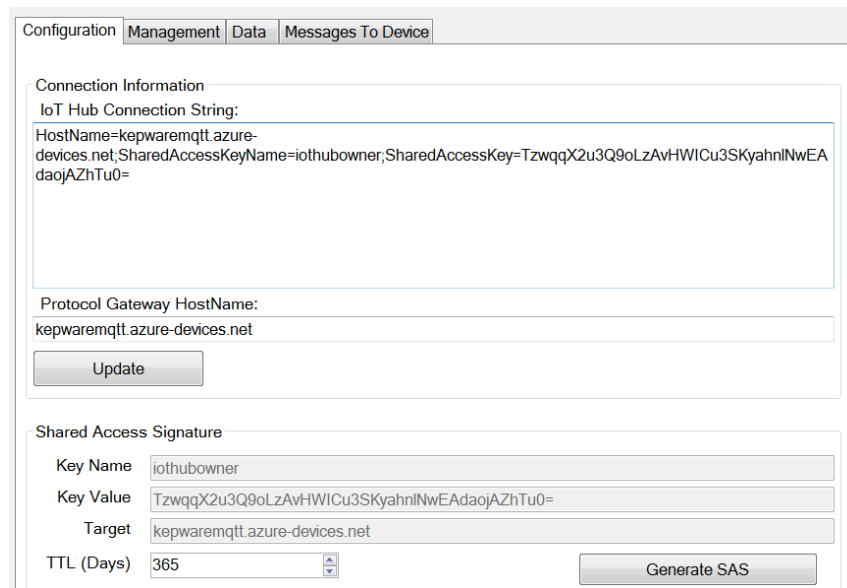 Configuration Management Data Messages To Device
Connection Information
IoT Hub Connection String:
HostName=kepwaremqtt.azure-
devices.net;SharedAccessKeyName=iothubowner;SharedAccessKey=TzwqqX2u3Q9oLzAvHWICu3SKyahnlNwEA
daojAZhTu0=
Protocol Gateway HostName:
kepwaremqtt.azure-devices.net
Update
Shared Access Signature
Key Name iothubowner
Key Value TzwqqX2u3Q9oLzAvHWICu3SKyahnlNwEAdaojAZhTu0=
Target kepwaremqtt.azure-devices.net
TTL (Days) 365
Generate SAS